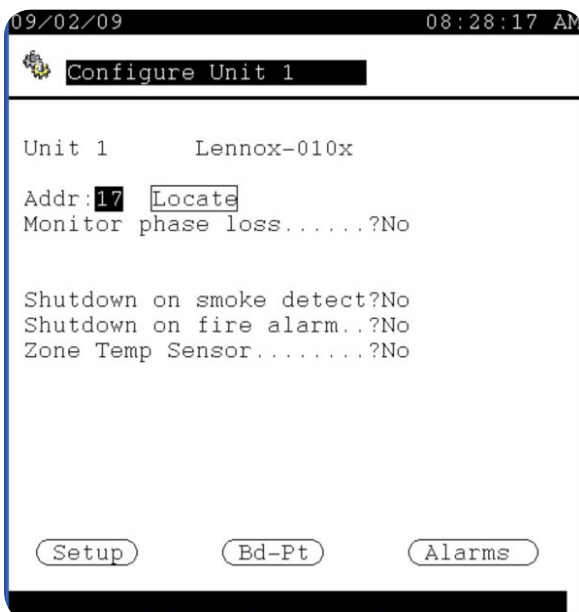 09/02/09 08:28:17 AM
Configure Unit 1
Unit 1 Lennox-010x
Addr:17 Locate
Monitor phase loss......?No
Shutdown on smoke detect?No
Shutdown on fire alarm..?No
Zone Temp Sensor........?No
Setup Bd-Pt Alarms